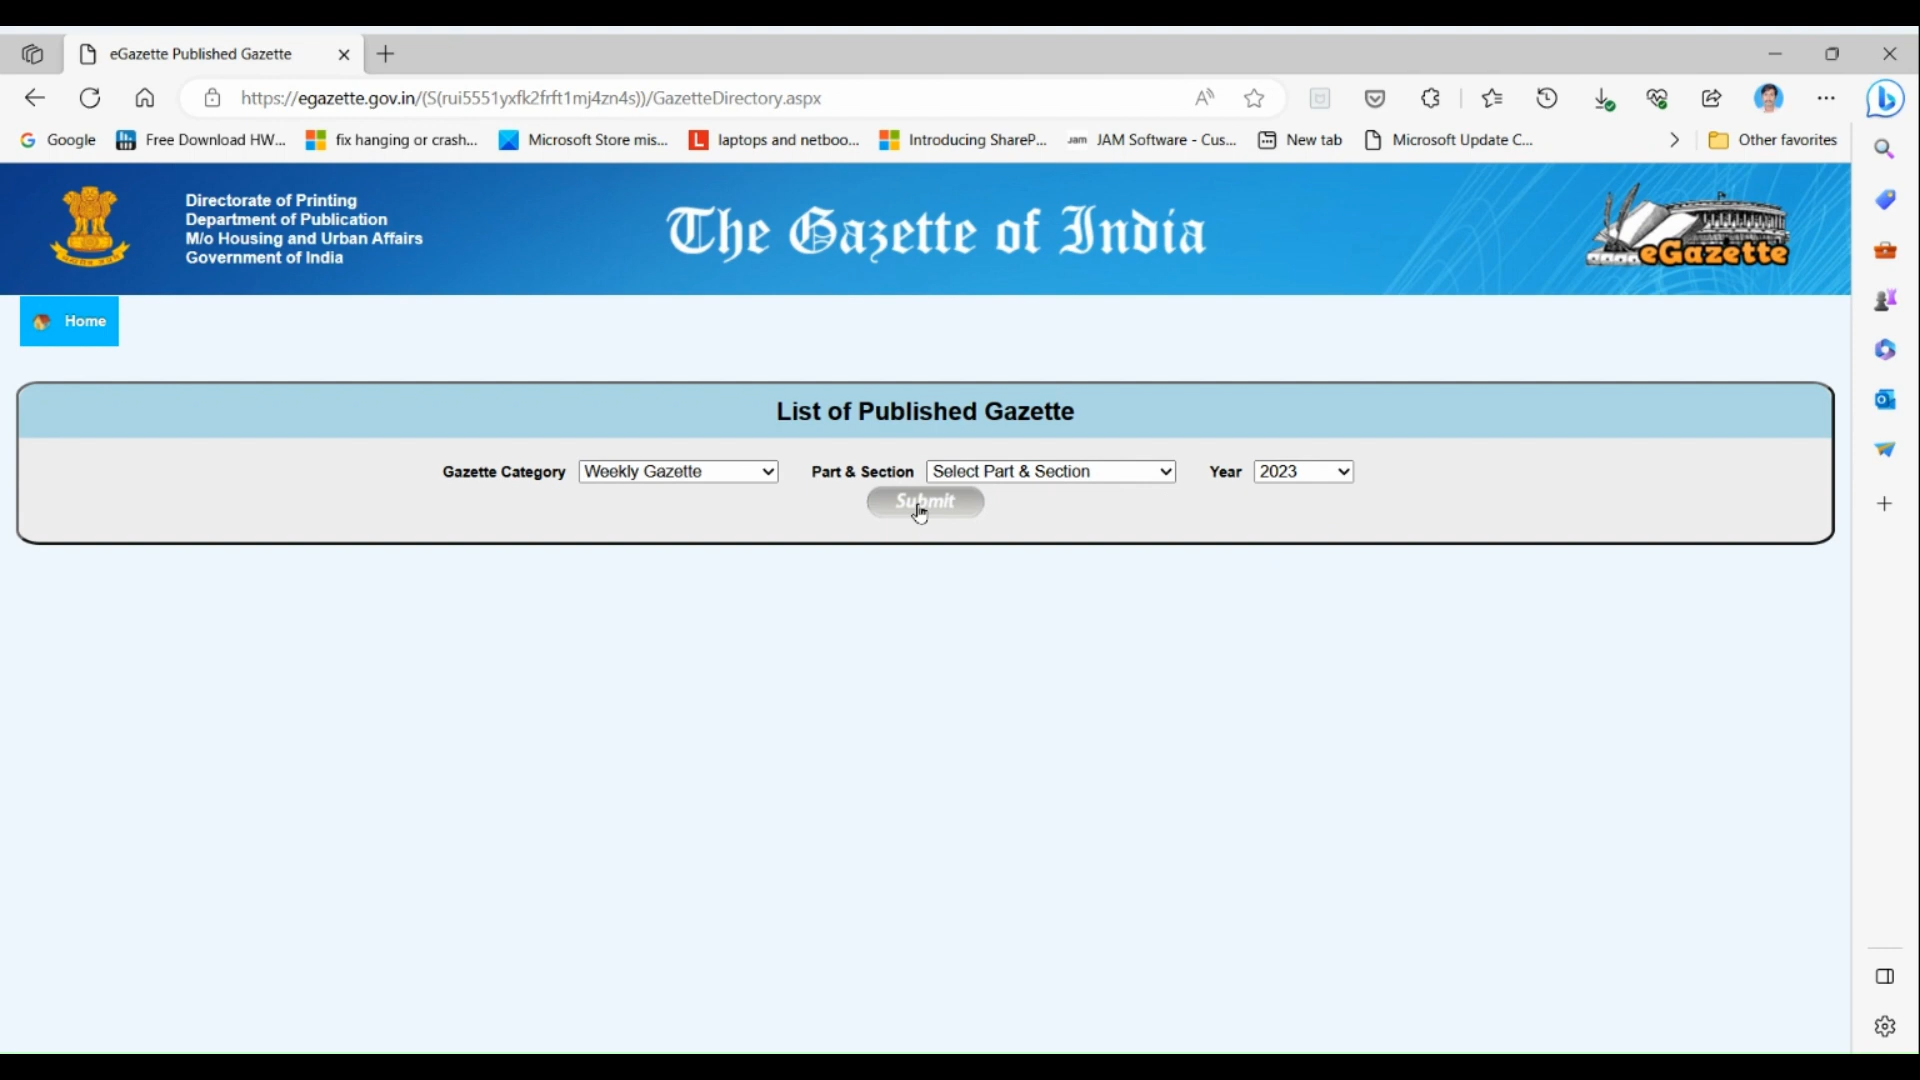 eGazette Published Gazette
https://egazette.gov.in/(S(rui5551yxfk2frft1mj4zn4s))/GazetteDirectory.aspx
Google Free Download HW... fix hanging or crash... Microsoft Store mis... laptops and netboo... Introducing ShareP... JAM Software - Cus... New tab Microsoft Update C... Other favorites
Directorate of Printing
Department of Publication
M/o Housing and Urban Affairs
Government of India
The Gazette of India
eGazette
Home
List of Published Gazette
Gazette Category Weekly Gazette Part & Section Select Part & Section Year 2023
Submit